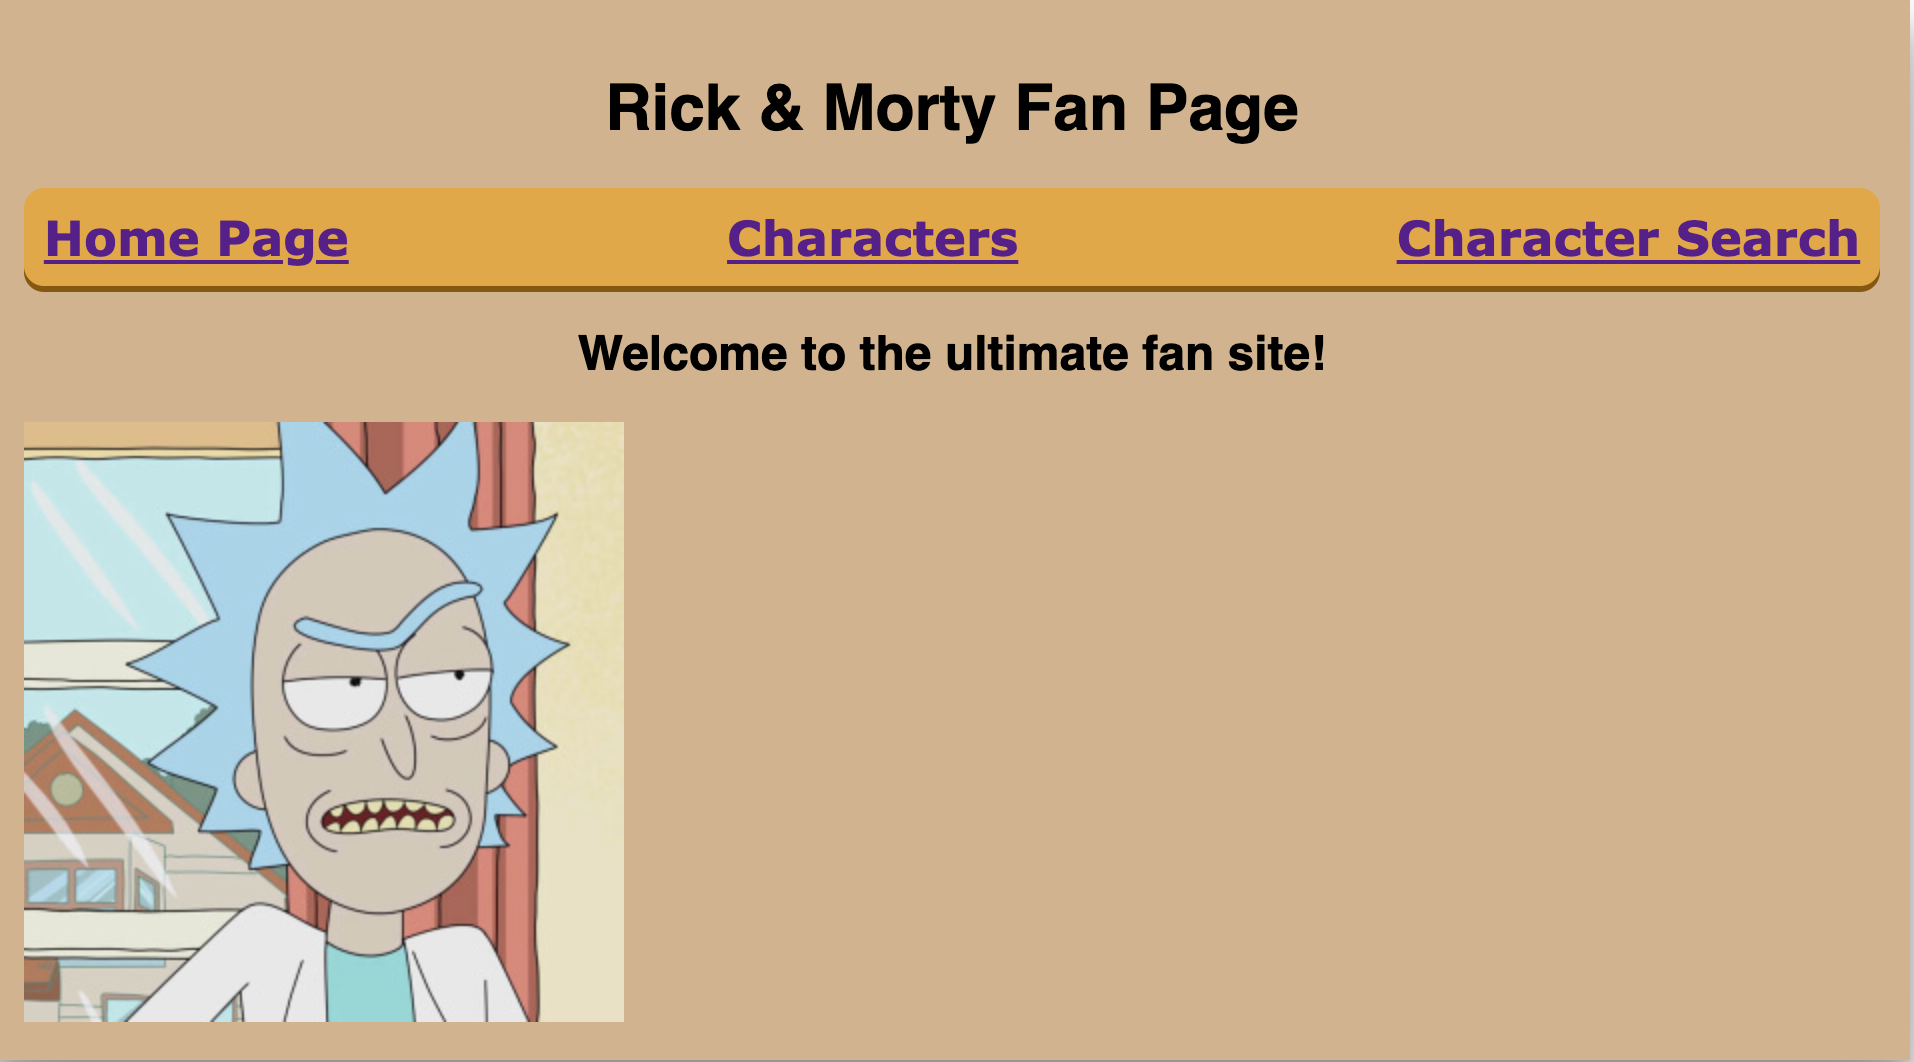 Rick & Morty Fan Page
Home Page Characters Character Search
Welcome to the ultimate fan site!